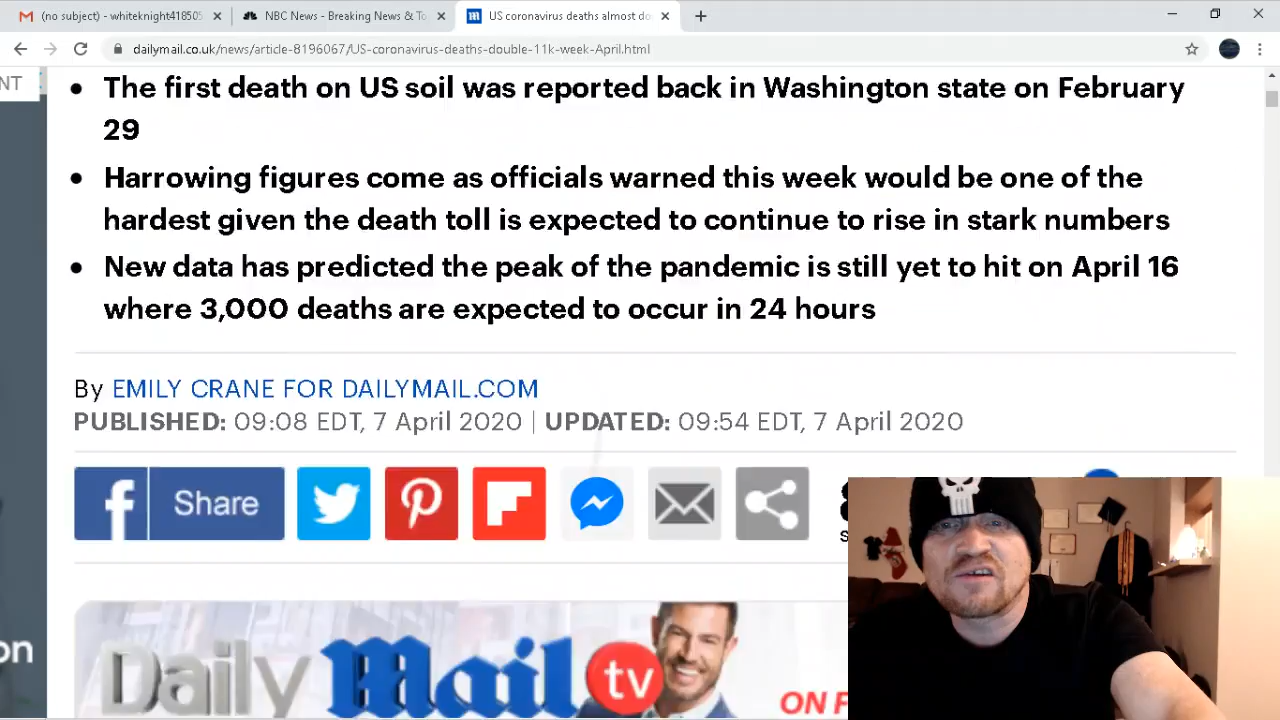 (no subject) - whiteknight41850
NBC News - Breaking News & To
US coronavirus deaths almost do
dailymail.co.uk/news/article-8196067/US-coronavirus-deaths-double-11k-week-April.html
NT
• The first death on US soil was reported back in Washington state on February
29
• Harrowing figures come as officials warned this week would be one of the
hardest given the death toll is expected to continue to rise in stark numbers
• New data has predicted the peak of the pandemic is still yet to hit on April 16
where 3,000 deaths are expected to occur in 24 hours
By EMILY CRANE FOR DAILYMAIL.COM
PUBLISHED: 09:08 EDT, 7 April 2020 | UPDATED: 09:54 EDT, 7 April 2020
f Share
on
Daily Mail tv
ON F